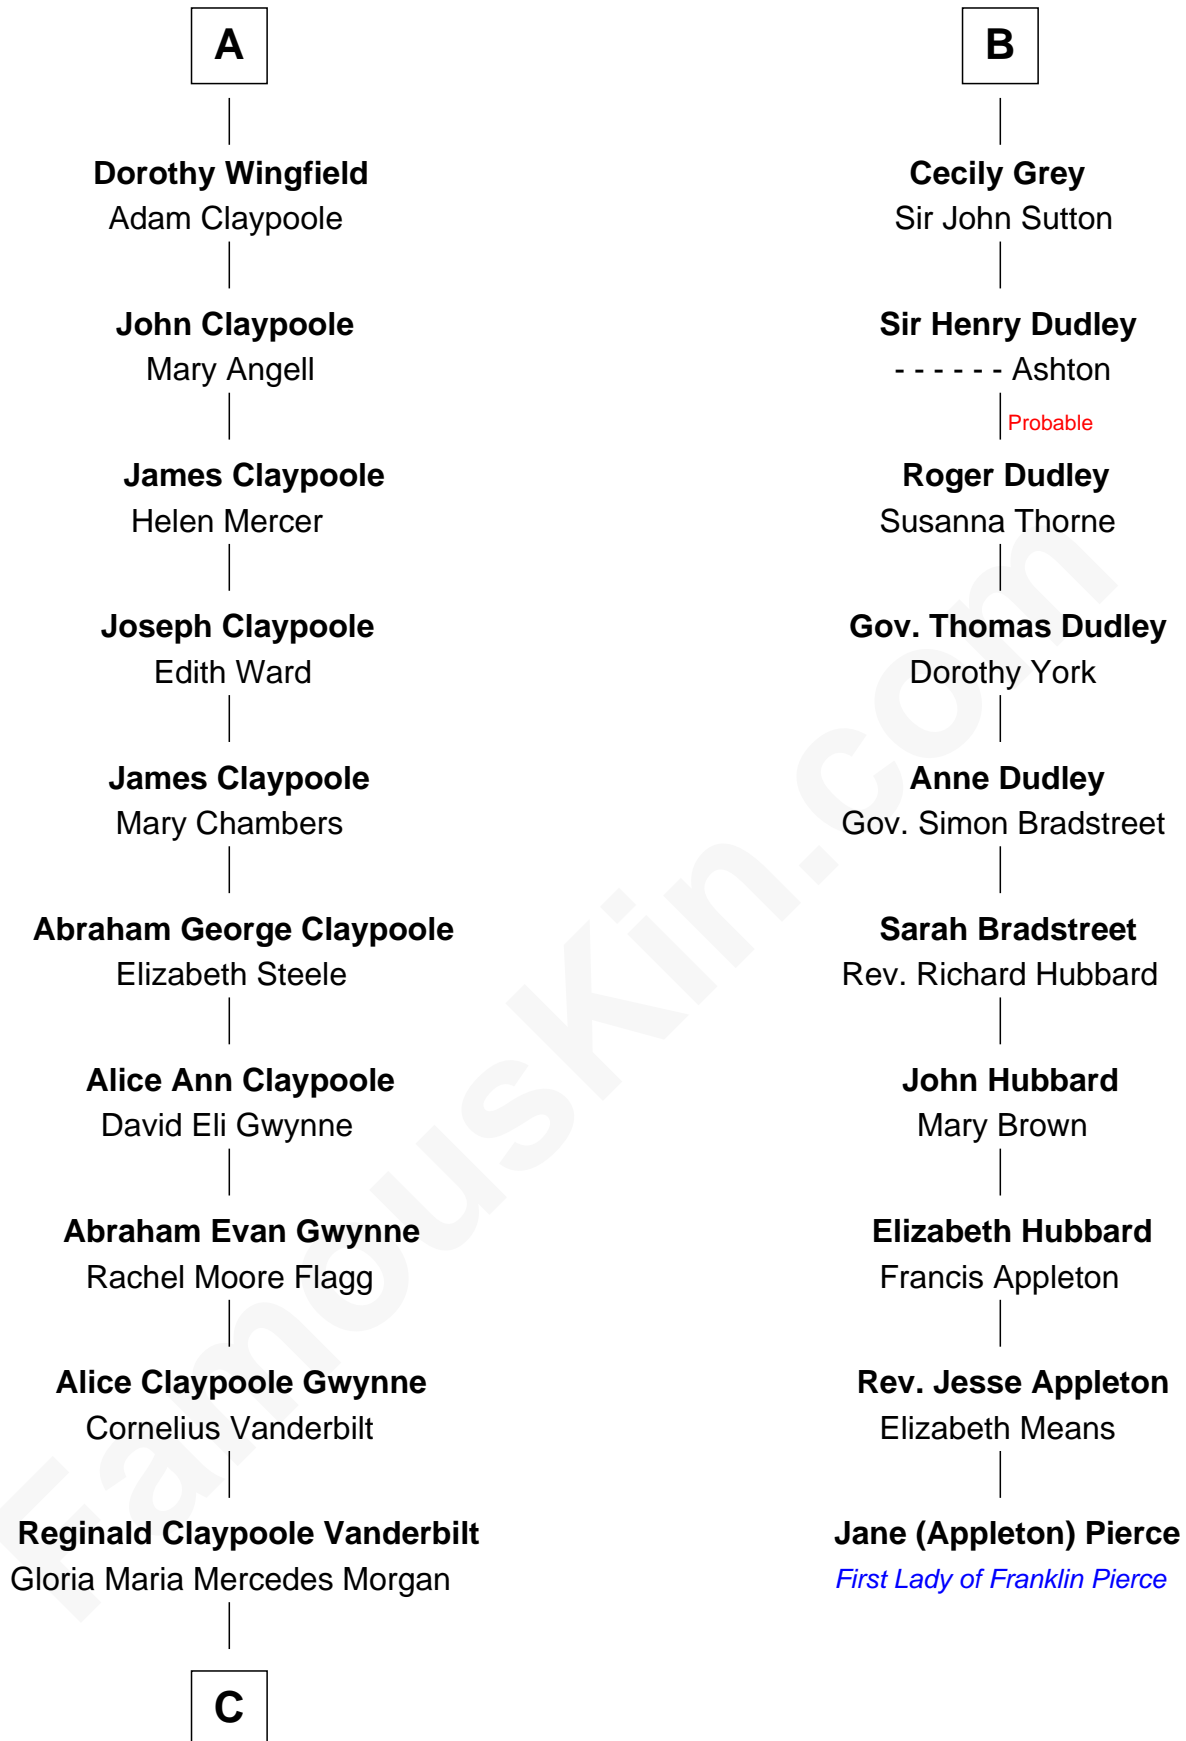 A
Dorothy Wingfield
Adam Claypoole
John Claypoole
Mary Angell
James Claypoole
Helen Mercer
Joseph Claypoole
Edith Ward
James Claypoole
Mary Chambers
Abraham George Claypoole
Elizabeth Steele
Alice Ann Claypoole
David Eli Gwynne
Abraham Evan Gwynne
Rachel Moore Flagg
Alice Claypoole Gwynne
Cornelius Vanderbilt
Reginald Claypoole Vanderbilt
Gloria Maria Mercedes Morgan
C
B
Cecily Grey
Sir John Sutton
Sir Henry Dudley
- - - - - - Ashton
Probable
Roger Dudley
Susanna Thorne
Gov. Thomas Dudley
Dorothy York
Anne Dudley
Gov. Simon Bradstreet
Sarah Bradstreet
Rev. Richard Hubbard
John Hubbard
Mary Brown
Elizabeth Hubbard
Francis Appleton
Rev. Jesse Appleton
Elizabeth Means
Jane (Appleton) Pierce
First Lady of Franklin Pierce
FamousKin.com